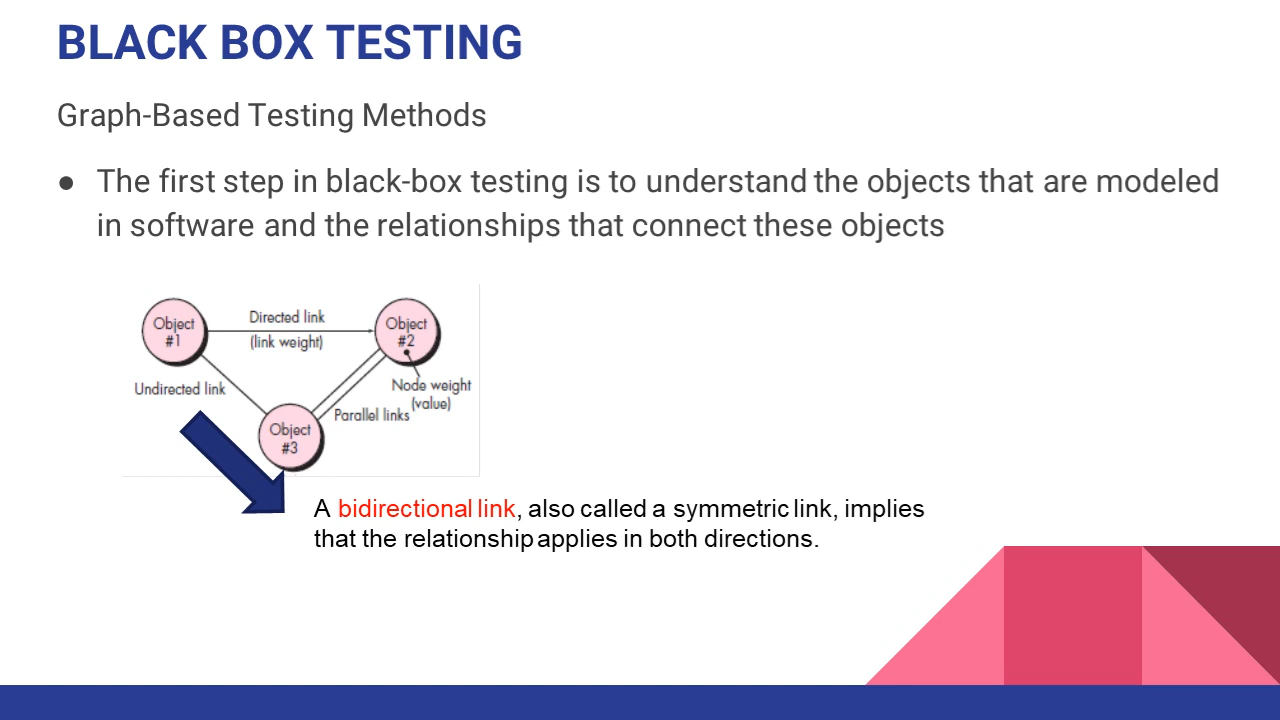 BLACK BOX TESTING
Graph-Based Testing Methods
● The first step in black-box testing is to understand the objects that are modeled
in software and the relationships that connect these objects
Object
#1
Directed link
(link weight)
Object
#2
Undirected link
Node weight
(value)
Parallel links
Object
#3
A bidirectional link, also called a symmetric link, implies
that the relationship applies in both directions.